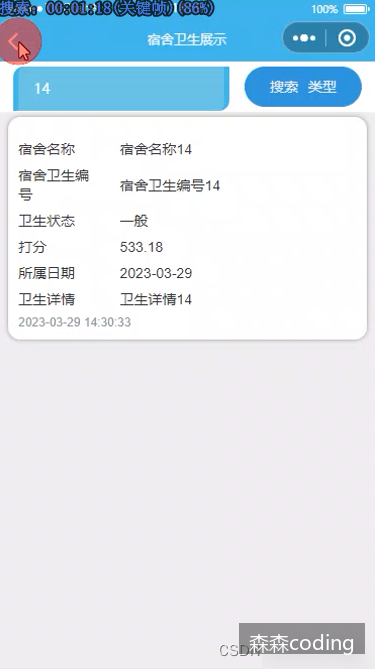 搜索: 00:01:18(关键帧)(86%)
100%
宿舍卫生展示
14
搜索 类型
宿舍名称 宿舍名称14
宿舍卫生编
号
宿舍卫生编号14
卫生状态 一般
打分 533.18
所属日期 2023-03-29
卫生详情 卫生详情14
2023-03-29 14:30:33
森森coding